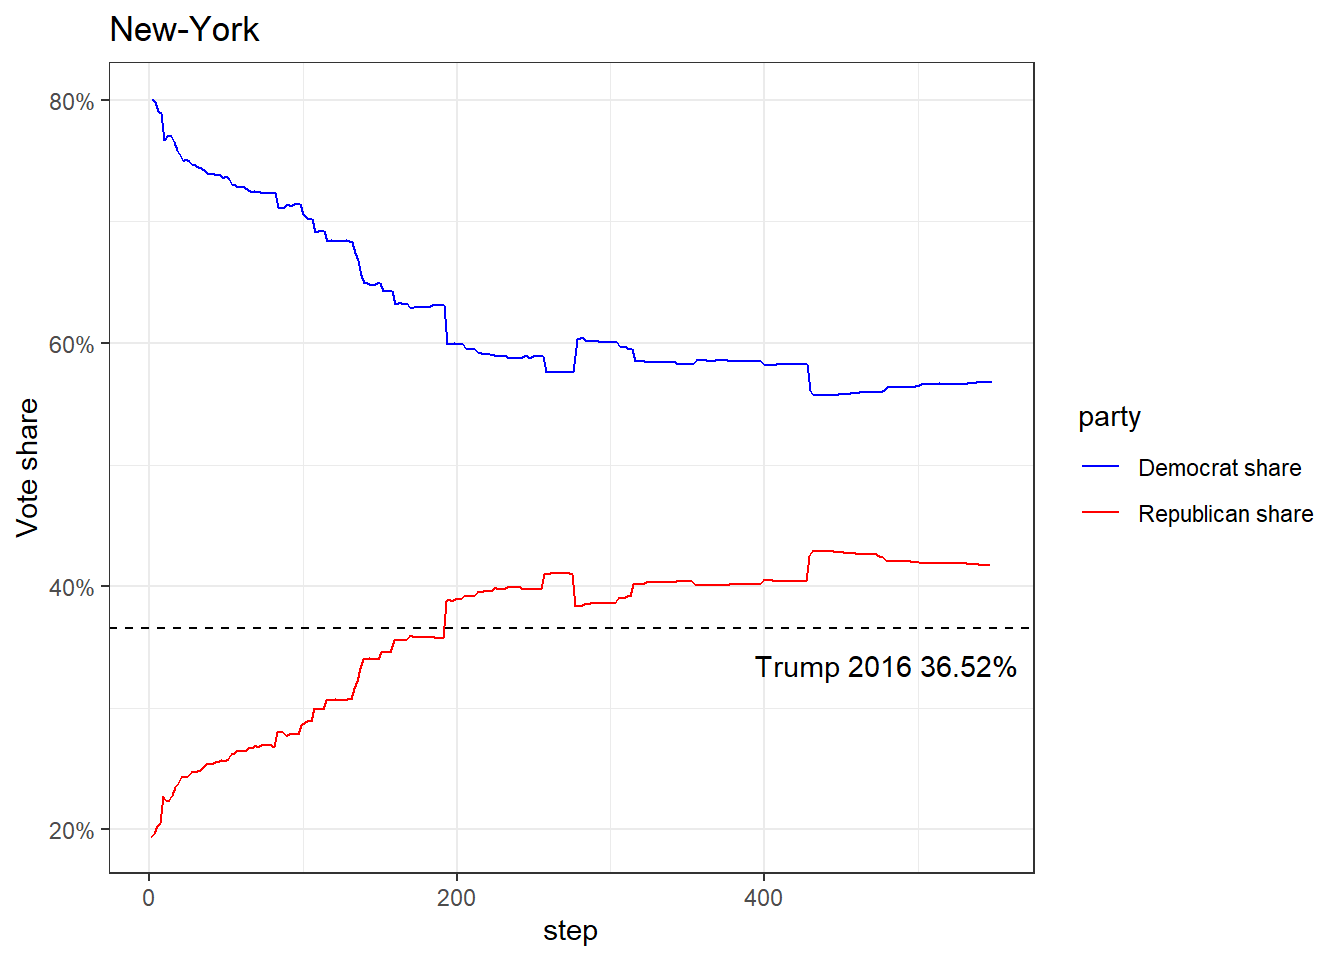 New-York
80%
60%
40%
20%
Vote share
Trump 2016 36.52%
0
200
400
step
party
Democrat share
Republican share